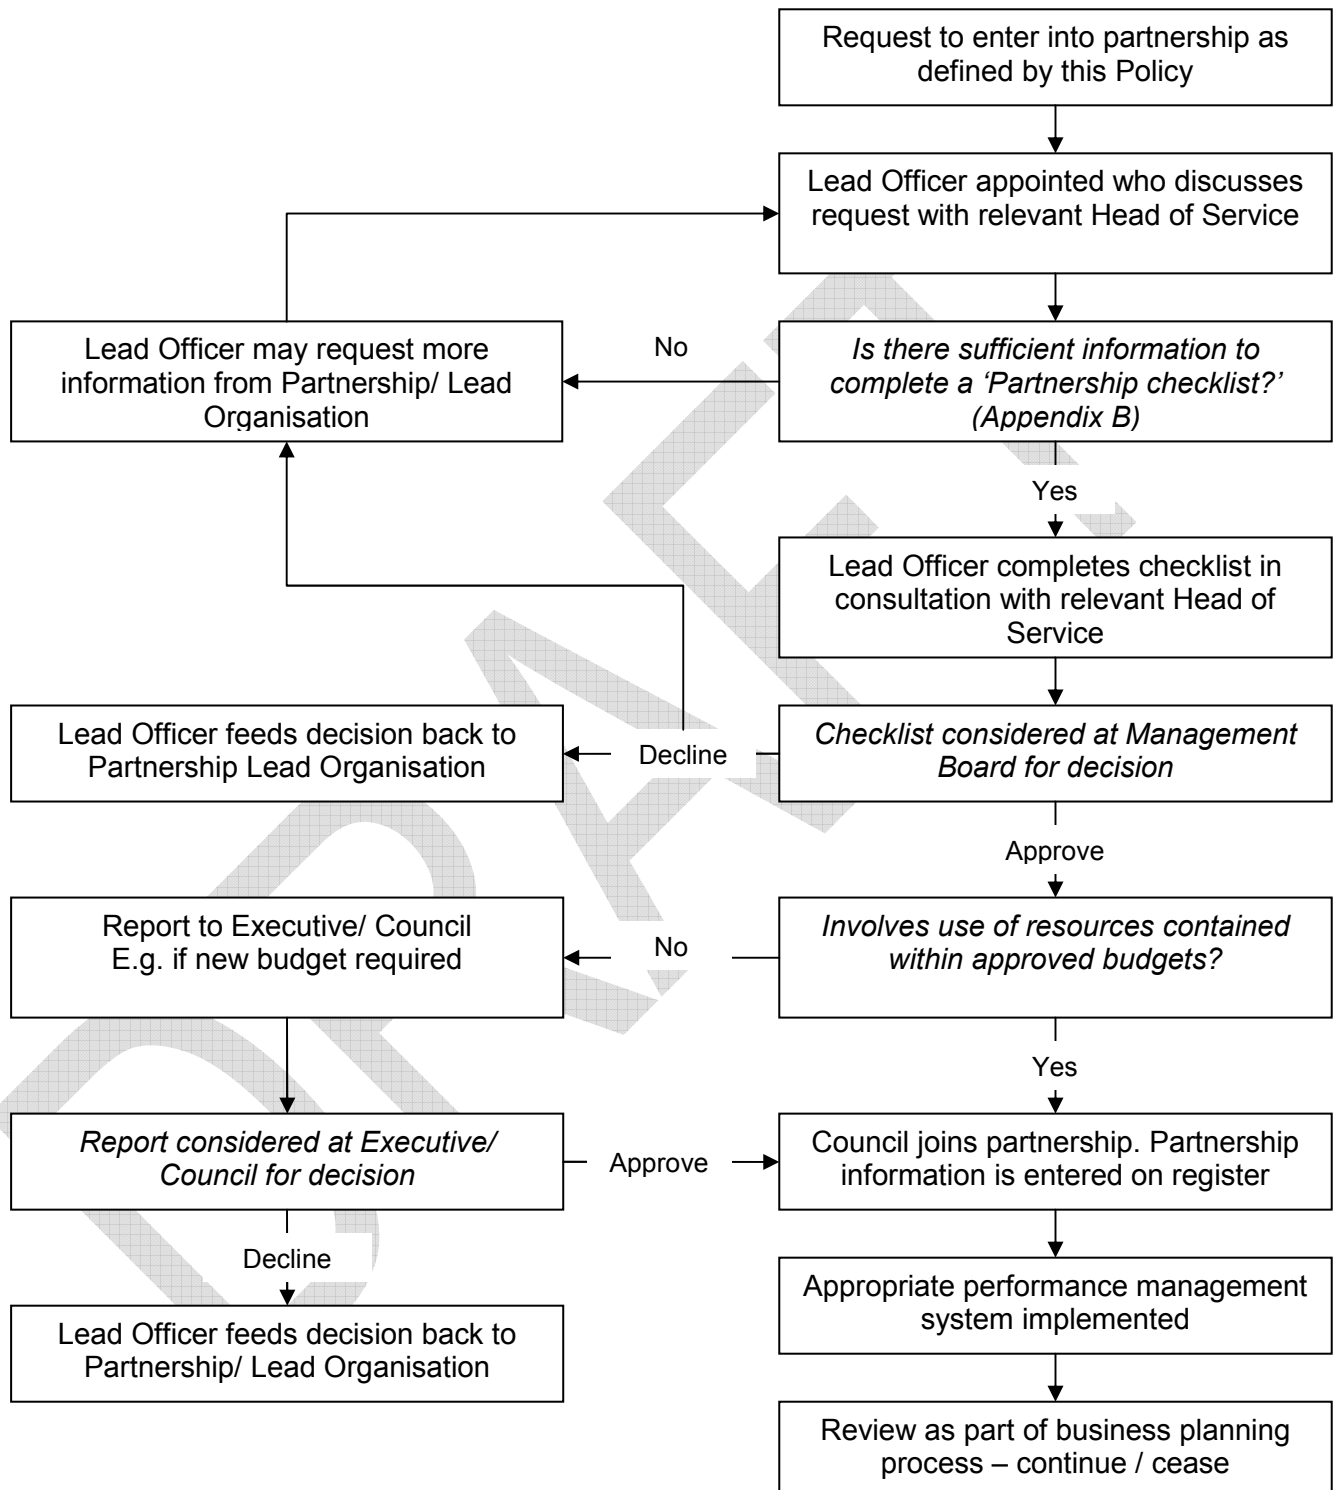 Request to enter into partnership as
defined by this Policy
Lead Officer appointed who discusses
request with relevant Head of Service
Lead Officer may request more
information from Partnership/ Lead
Organisation
No
Is there sufficient information to
complete a ‘Partnership checklist?’
(Appendix B)
Yes
Lead Officer completes checklist in
consultation with relevant Head of
Service
Lead Officer feeds decision back to
Partnership Lead Organisation
Decline
Checklist considered at Management
Board for decision
Approve
Report to Executive/ Council
E.g. if new budget required
No
Involves use of resources contained
within approved budgets?
Yes
Report considered at Executive/
Council for decision
Approve
Council joins partnership. Partnership
information is entered on register
Decline
Appropriate performance management
system implemented
Lead Officer feeds decision back to
Partnership/ Lead Organisation
Review as part of business planning
process – continue / cease
DRAFT